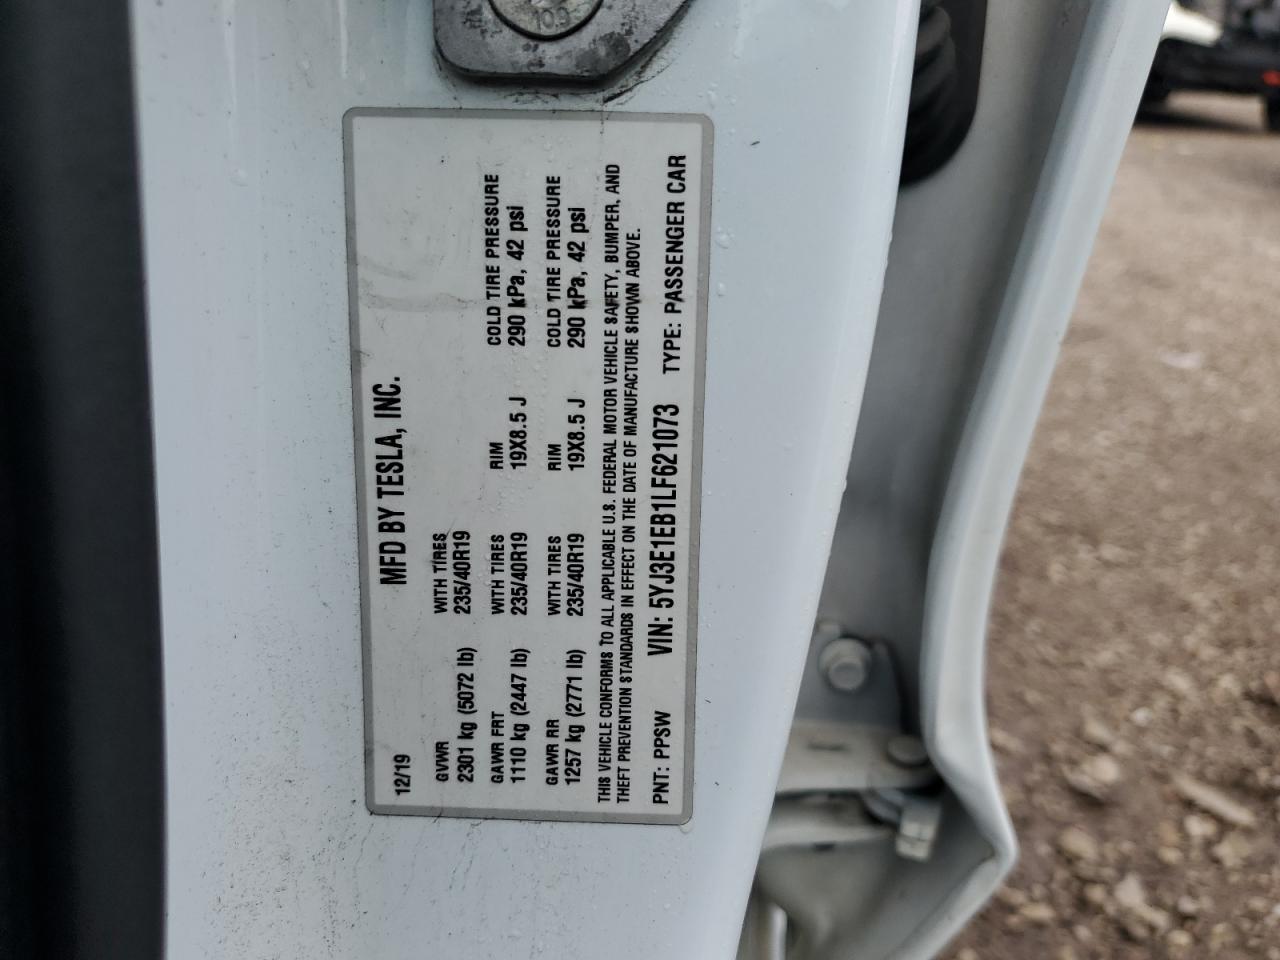 103
MFD BY TESLA, INC.
12/19
GVWR WITH TIRES
2301 kg (5072 lb) 235/40R19
GAWR FRT WITH TIRES RIM COLD TIRE PRESSURE
1110 kg (2447 lb) 235/40R19 19X8.5 J 290 kPa, 42 psi
GAWR RR WITH TIRES RIM COLD TIRE PRESSURE
1257 kg (2771 lb) 235/40R19 19X8.5 J 290 kPa, 42 psi
THIS VEHICLE CONFORMS TO ALL APPLICABLE U.S. FEDERAL MOTOR VEHICLE SAFETY, BUMPER, AND
THEFT PREVENTION STANDARDS IN EFFECT ON THE DATE OF MANUFACTURE SHOWN ABOVE.
PNT: PPSW VIN: 5YJ3E1EB1LF621073 TYPE: PASSENGER CAR